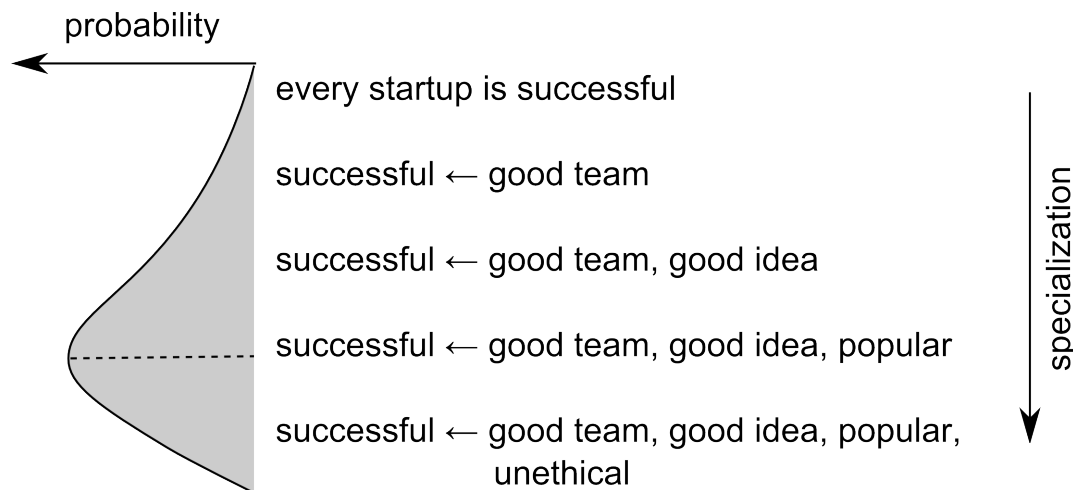 probability
every startup is successful
successful ← good team
successful ← good team, good idea
successful ← good team, good idea, popular
successful ← good team, good idea, popular,
unethical
specialization